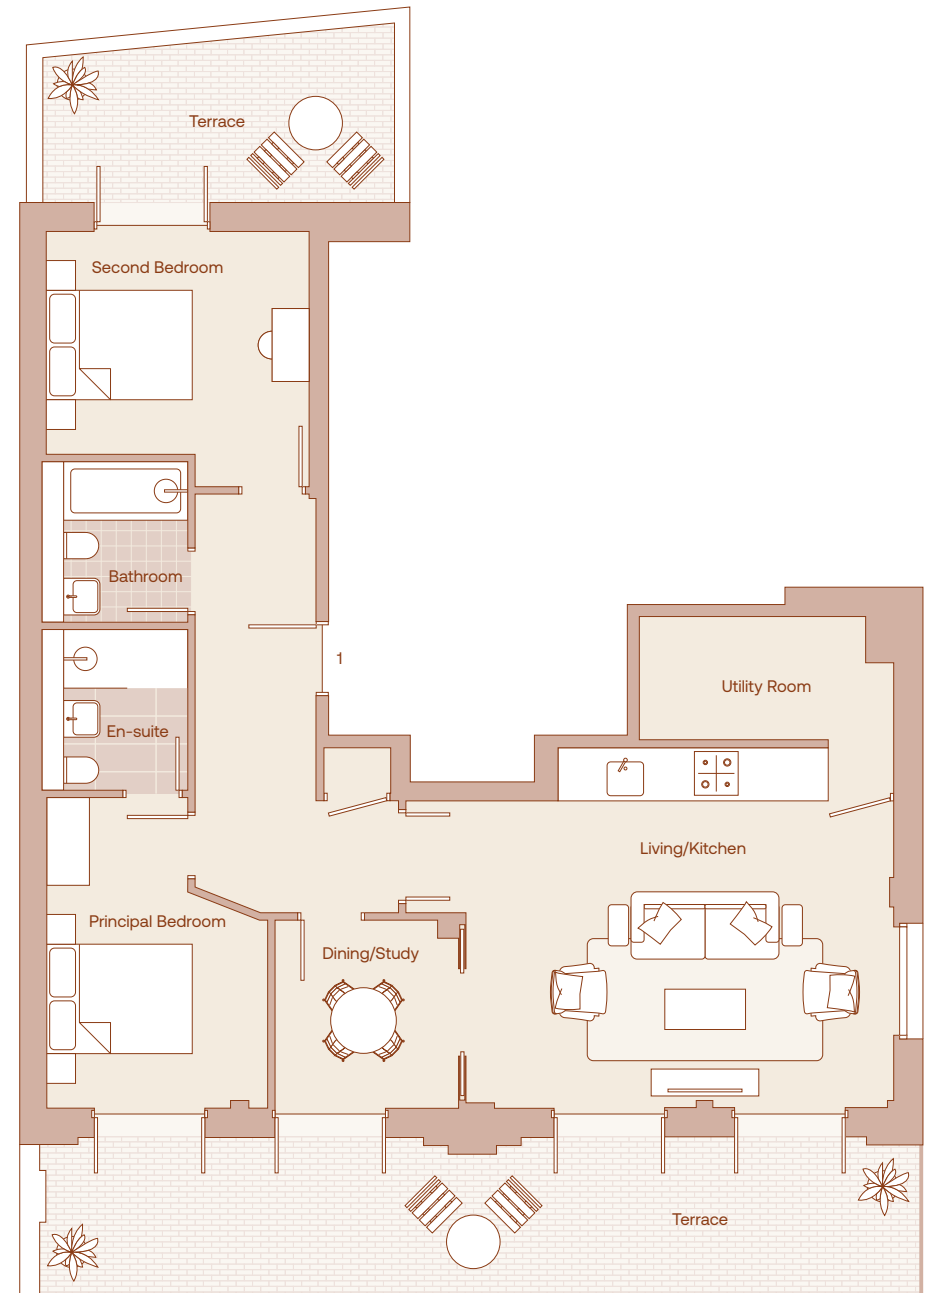 Terrace
Second Bedroom
Bathroom
1
Utility Room
En-suite
Living/Kitchen
Principal Bedroom
Dining/Study
Terrace